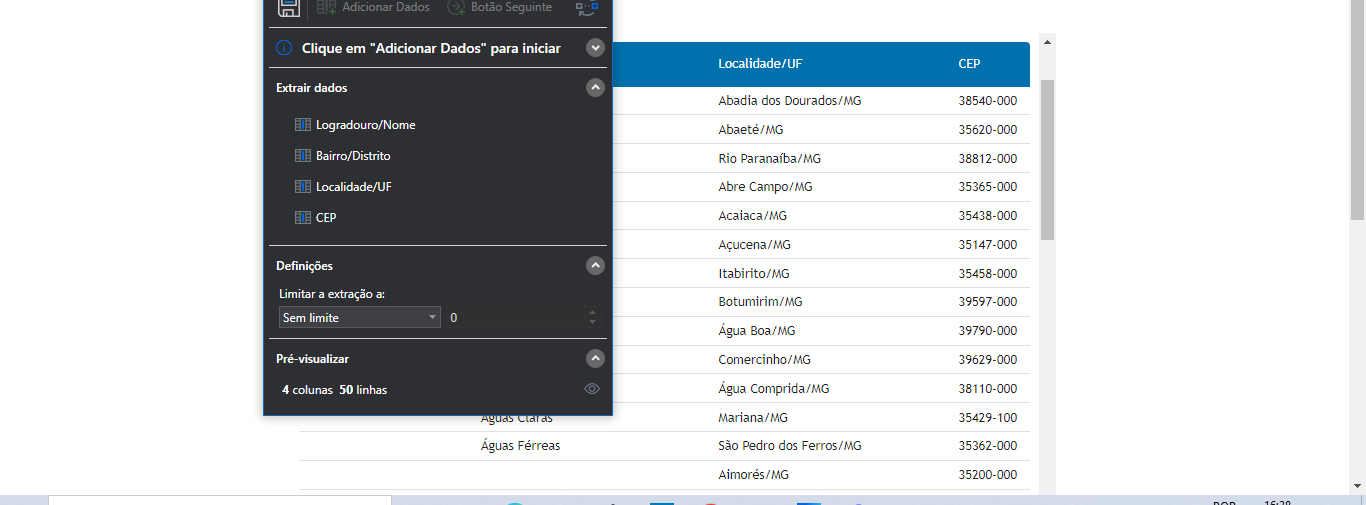 Adicionar Dados Botão Seguinte
Clique em "Adicionar Dados" para iniciar
Extrair dados
Logradouro/Nome
Bairro/Distrito
Localidade/UF
CEP
Definições
Limitar a extração a:
Sem limite 0
Pré-visualizar
4 colunas 50 linhas
Localidade/UF CEP
Abadia dos Dourados/MG 38540-000
Abaeté/MG 35620-000
Rio Paranaíba/MG 38812-000
Abre Campo/MG 35365-000
Acaiaca/MG 35438-000
Açucena/MG 35147-000
Itabirito/MG 35458-000
Botumirim/MG 39597-000
Água Boa/MG 39790-000
Comercinho/MG 39629-000
Água Comprida/MG 38110-000
Águas Claras Mariana/MG 35429-100
Águas Férreas São Pedro dos Ferros/MG 35362-000
Aimorés/MG 35200-000
POR 16:28